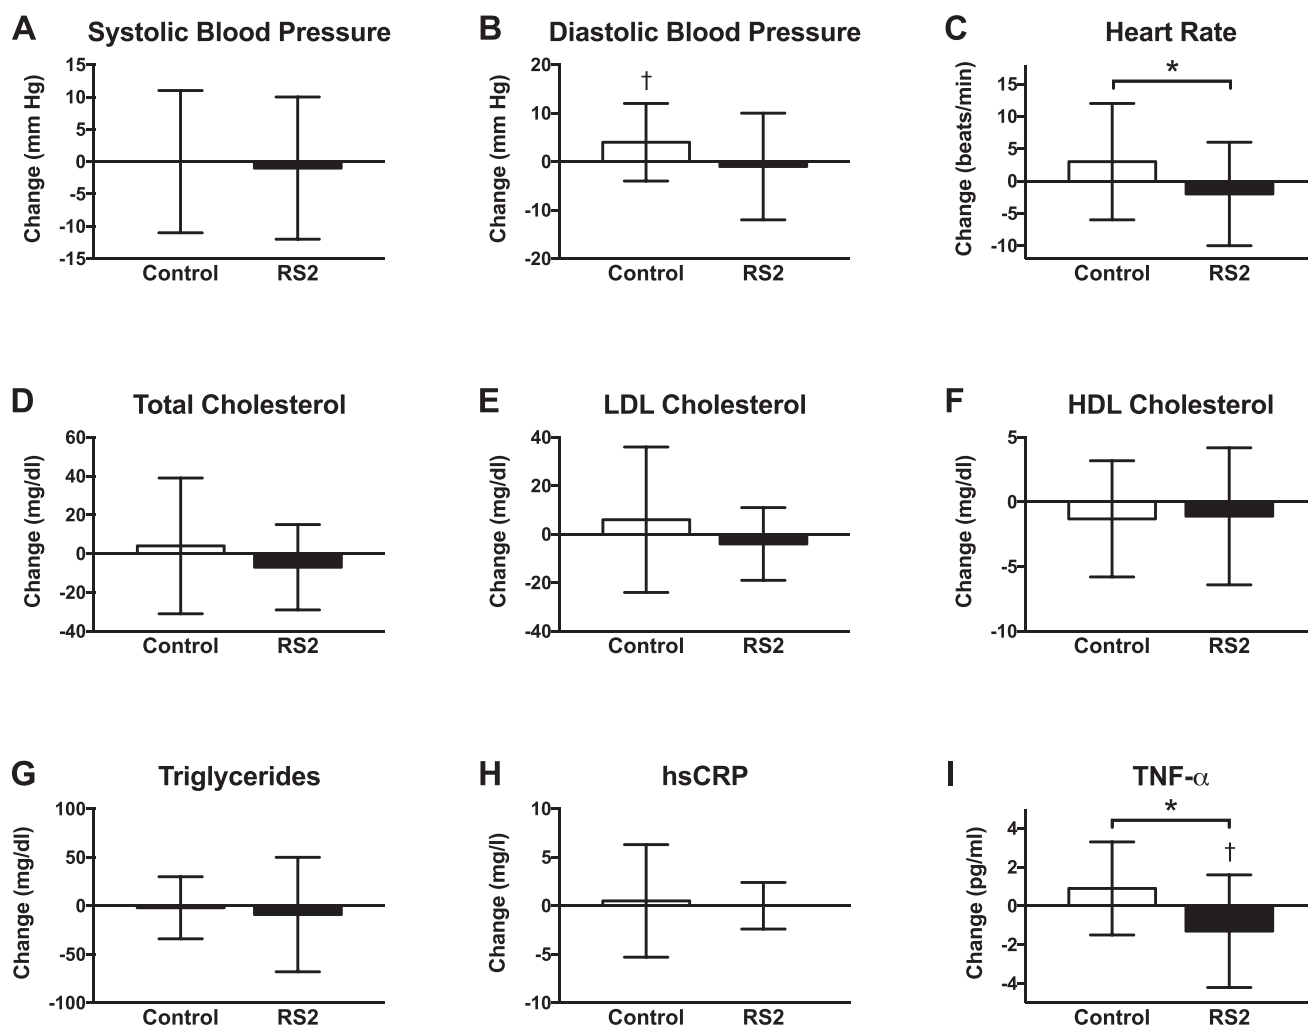 A Systolic Blood Pressure
Change (mm Hg)
15
10
5
0
-5
-10
-15
Control RS2
B Diastolic Blood Pressure
Change (mm Hg)
20
10
0
-10
-20
†
Control RS2
C Heart Rate
Change (beats/min)
15
10
5
0
-5
-10
*
Control RS2
D Total Cholesterol
Change (mg/dl)
60
40
20
0
-20
-40
Control RS2
E LDL Cholesterol
Change (mg/dl)
40
20
0
-20
-40
Control RS2
F HDL Cholesterol
Change (mg/dl)
5
0
-5
-10
Control RS2
G Triglycerides
Change (mg/dl)
100
50
0
-50
-100
Control RS2
H hsCRP
Change (mg/l)
10
5
0
-5
-10
Control RS2
I TNF-α
Change (pg/ml)
4
2
0
-2
-4
*
†
Control RS2